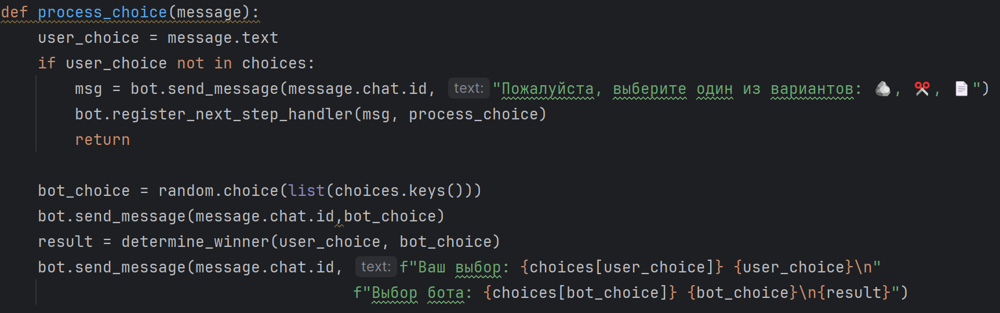 def process_choice(message):
    user_choice = message.text
    if user_choice not in choices:
        msg = bot.send_message(message.chat.id, text: "Пожалуйста, выберите один из вариантов: 🪨, ✂️, 📄")
        bot.register_next_step_handler(msg, process_choice)
        return
    bot_choice = random.choice(list(choices.keys()))
    bot.send_message(message.chat.id,bot_choice)
    result = determine_winner(user_choice, bot_choice)
    bot.send_message(message.chat.id, text: f"Ваш выбор: {choices[user_choice]} {user_choice}\n"
                                  f"Выбор бота: {choices[bot_choice]} {bot_choice}\n{result}")